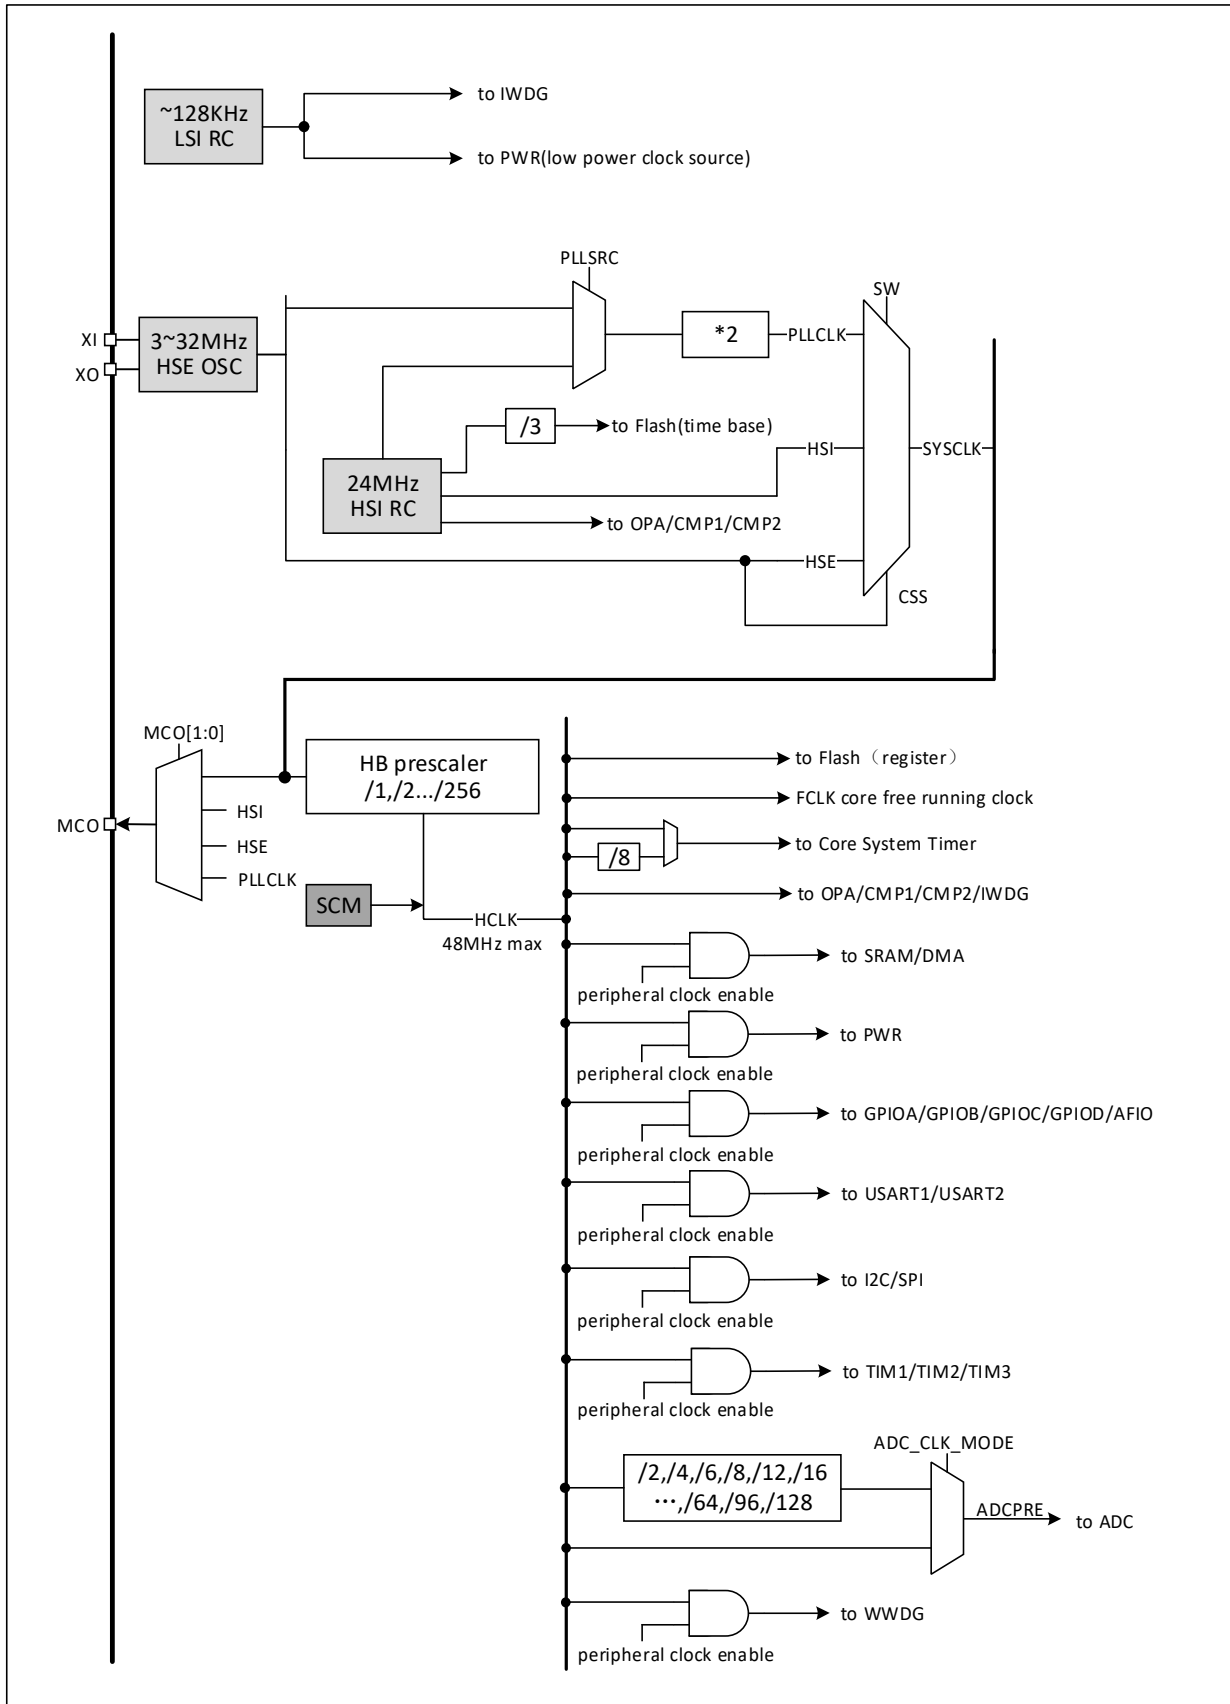 ~128KHz
LSI RC
to IWDG
to PWR(low power clock source)
PLLSRC
SW
XI
XO
3~32MHz
HSE OSC
*2
PLLCLK
/3
to Flash(time base)
24MHz
HSI RC
HSI
SYSCLK
to OPA/CMP1/CMP2
HSE
CSS
MCO[1:0]
HB prescaler
/1,/2.../256
HSI
HSE
PLLCLK
MCO
SCM
HCLK
48MHz max
to Flash（register）
FCLK core free running clock
/8
to Core System Timer
to OPA/CMP1/CMP2/IWDG
to SRAM/DMA
peripheral clock enable
to PWR
peripheral clock enable
to GPIOA/GPIOB/GPIOC/GPIOD/AFIO
peripheral clock enable
to USART1/USART2
peripheral clock enable
to I2C/SPI
peripheral clock enable
to TIM1/TIM2/TIM3
peripheral clock enable
ADC_CLK_MODE
/2,/4,/6,/8,/12,/16
…,/64,/96,/128
ADCPRE
to ADC
to WWDG
peripheral clock enable